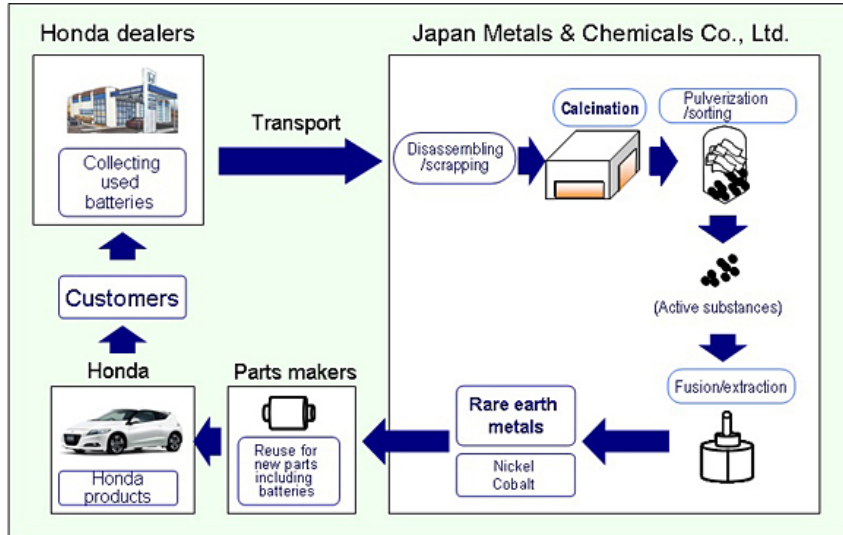 Honda dealers
Japan Metals & Chemicals Co., Ltd.
Collecting
used
batteries
Transport
Disassembling
/scrapping
Calcination
Pulverization
/sorting
(Active substances)
Fusion/extraction
Rare earth
metals
Nickel
Cobalt
Parts makers
Reuse for
new parts
including
batteries
Honda
Honda
products
Customers